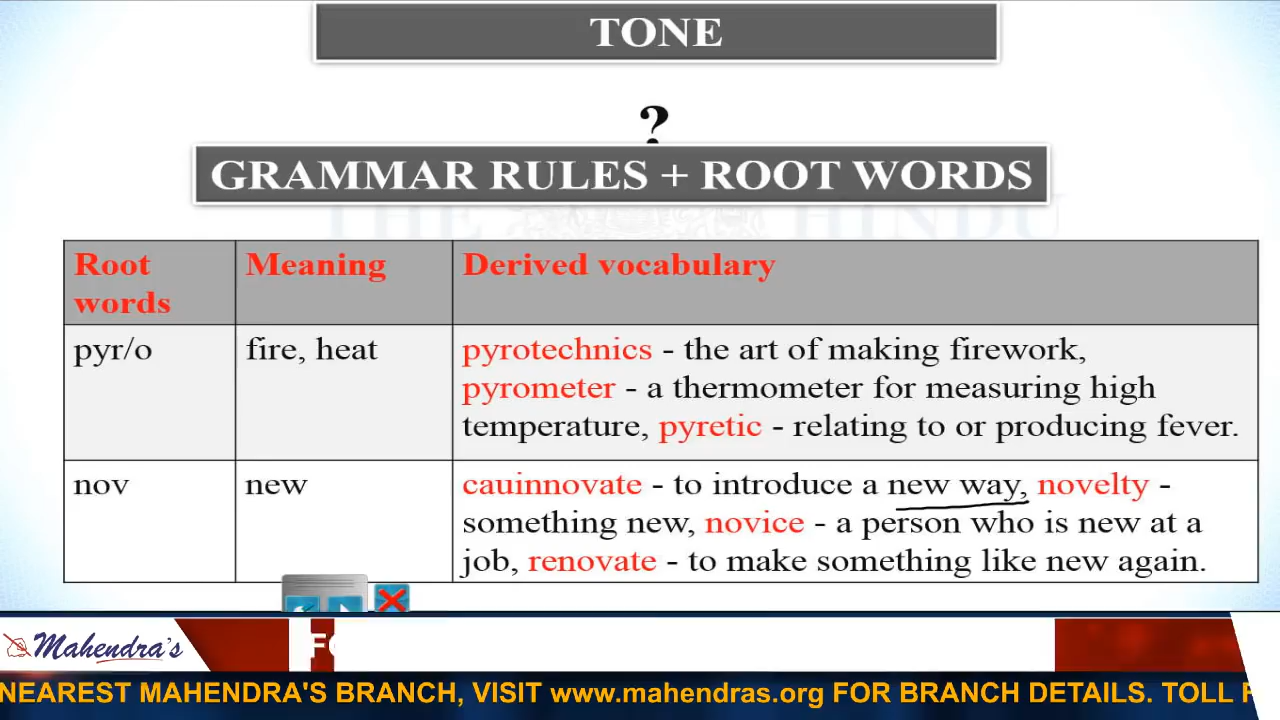 TONE
?
GRAMMAR RULES + ROOT WORDS
THE HINDU
Root words
Meaning
Derived vocabulary
pyr/o
fire, heat
pyrotechnics - the art of making firework,
pyrometer - a thermometer for measuring high
temperature, pyretic - relating to or producing fever.
nov
new
cauinnovate - to introduce a new way, novelty -
something new, novice - a person who is new at a
job, renovate - to make something like new again.
Mahendra's
NEAREST MAHENDRA'S BRANCH, VISIT www.mahendras.org FOR BRANCH DETAILS. TOLL